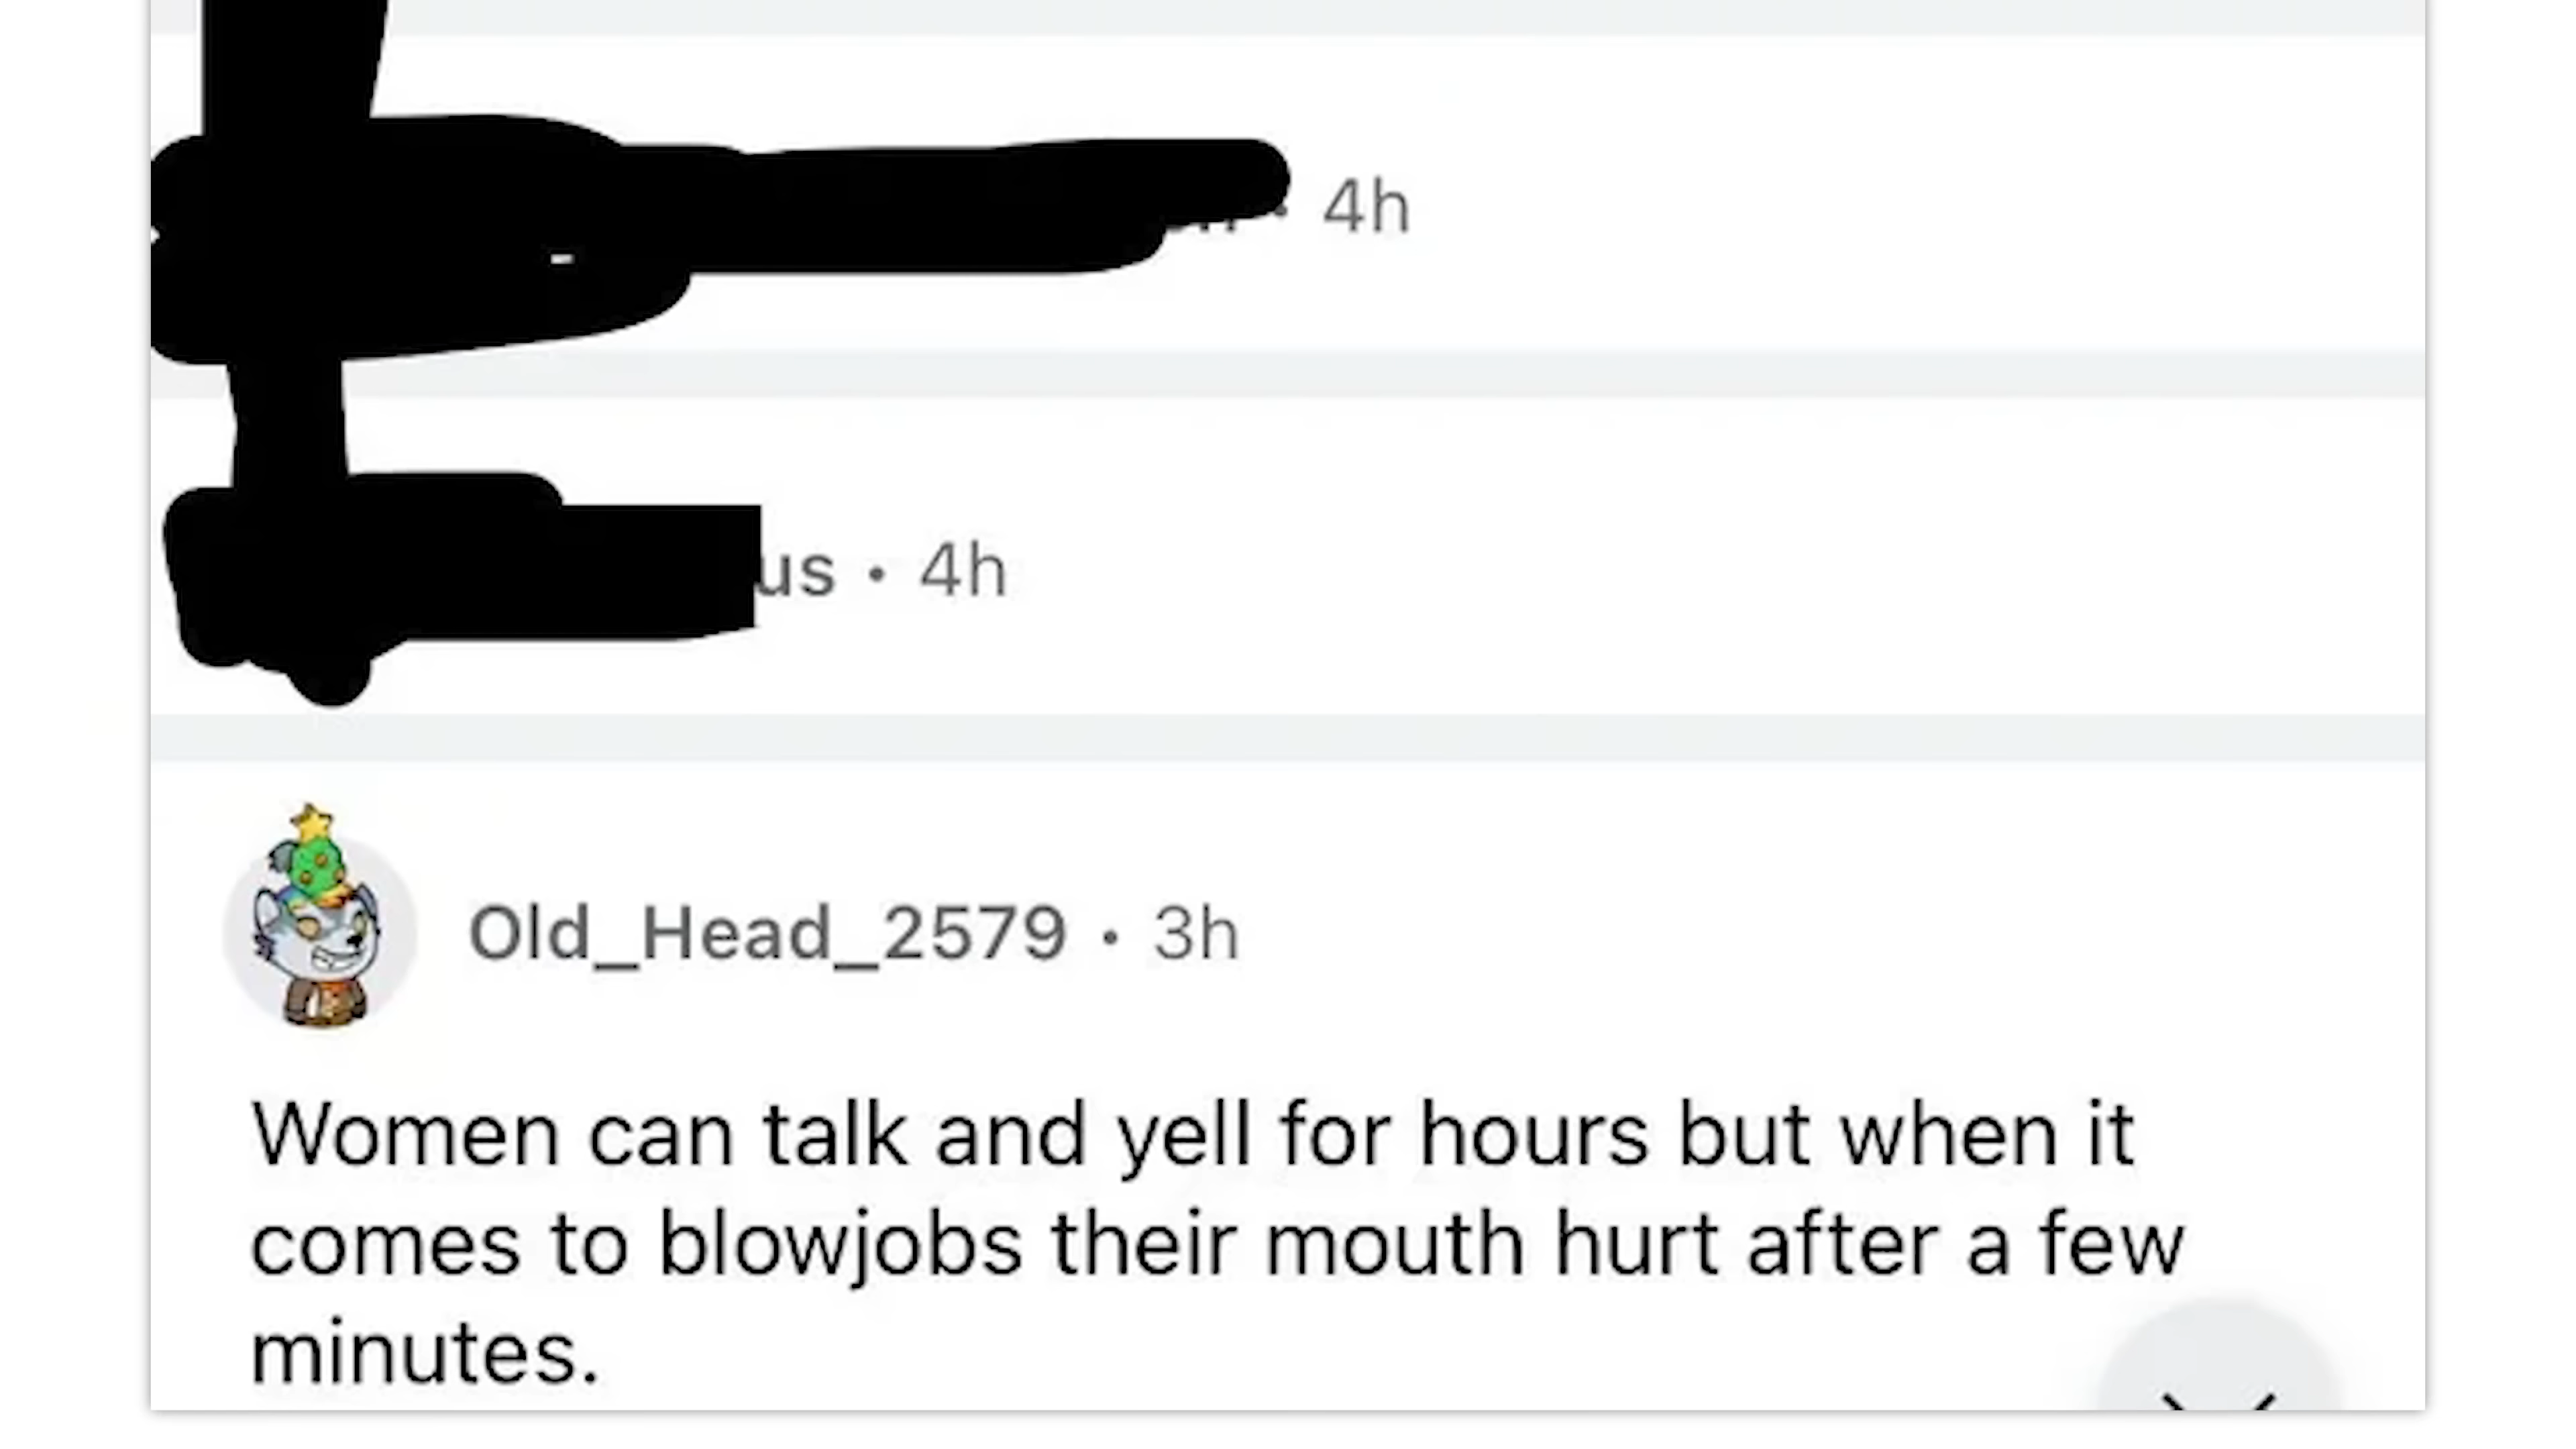 • 4h
us • 4h
Old_Head_2579 • 3h
Women can talk and yell for hours but when it
comes to blowjobs their mouth hurt after a few
minutes.